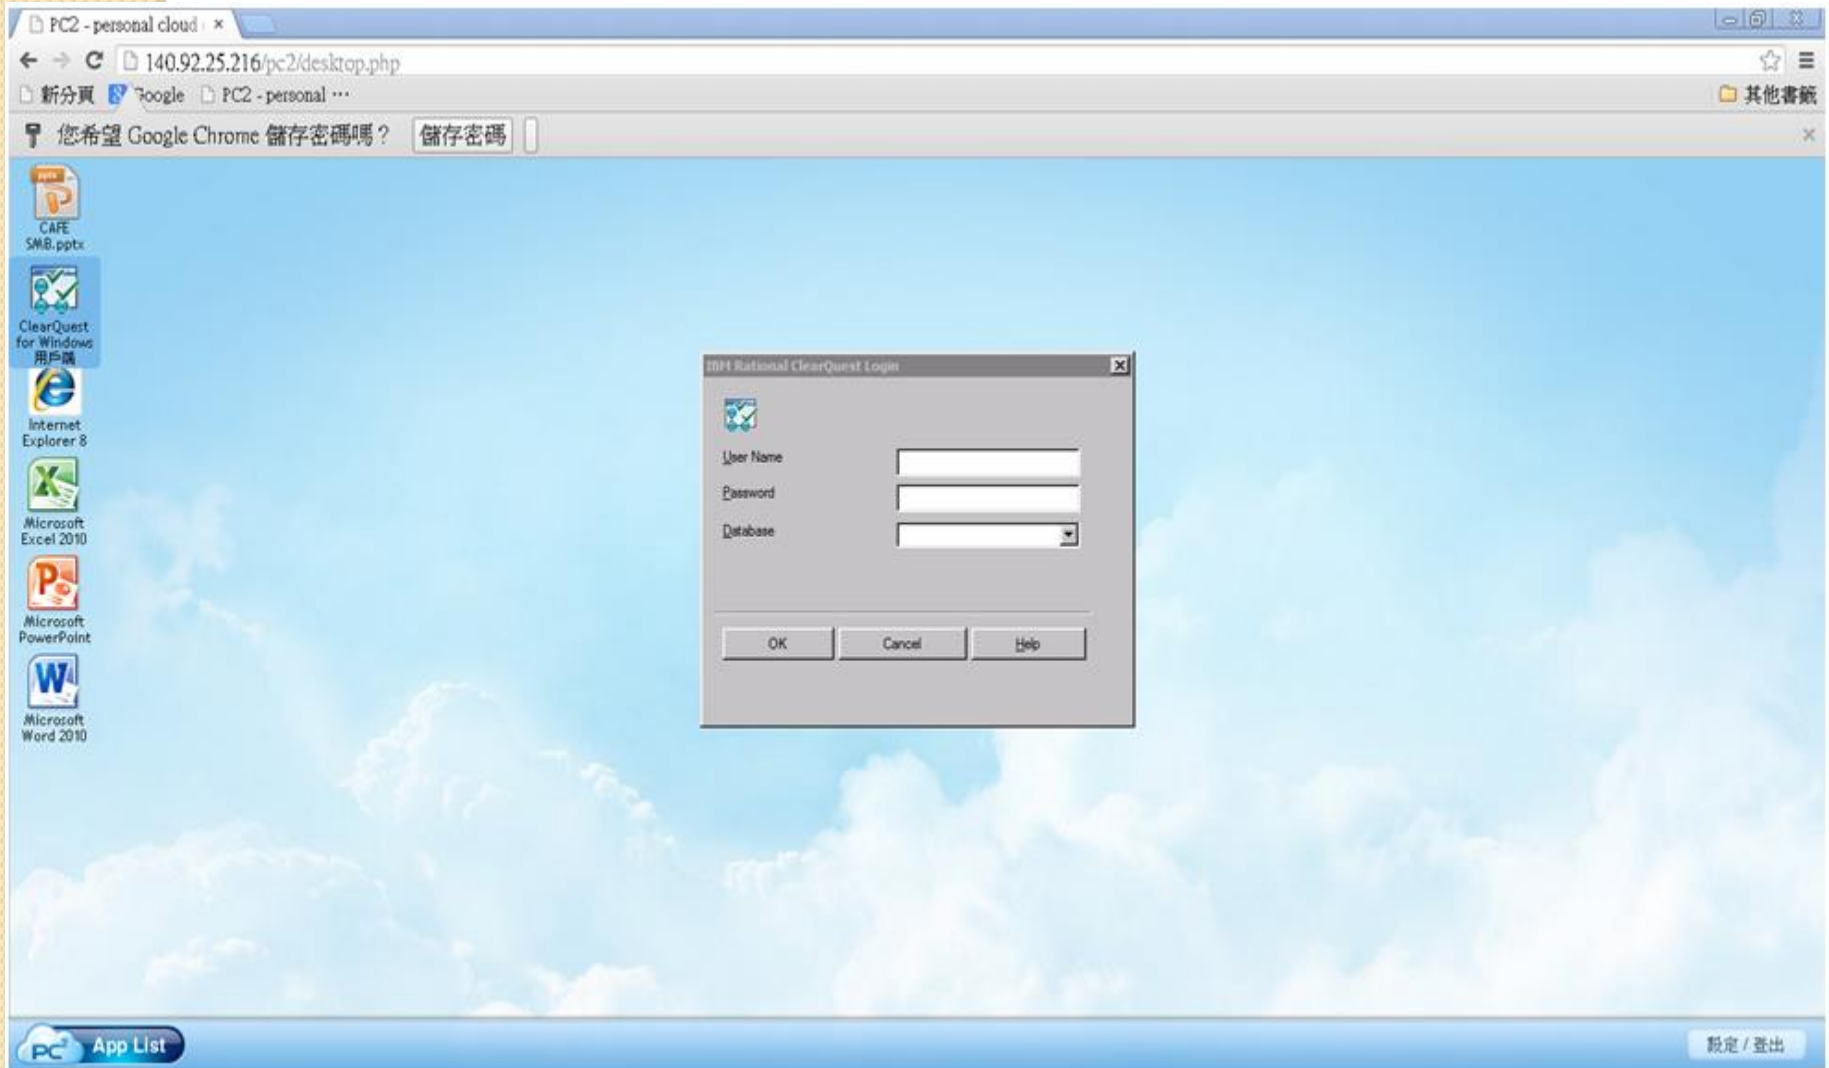 PC2 - personal cloud
140.92.25.216/pc2/desktop.php
新分頁 Google PC2 - personal ⋯
其他書籤
您希望 Google Chrome 儲存密碼嗎？ 儲存密碼
pptx
CAFE
SMB.pptx
ClearQuest
for Windows
用戶端
Internet
Explorer 8
Microsoft
Excel 2010
Microsoft
PowerPoint
Microsoft
Word 2010
IBM Rational ClearQuest Login
User Name
Password
Database
OK Cancel Help
PC² App List
設定 / 登出